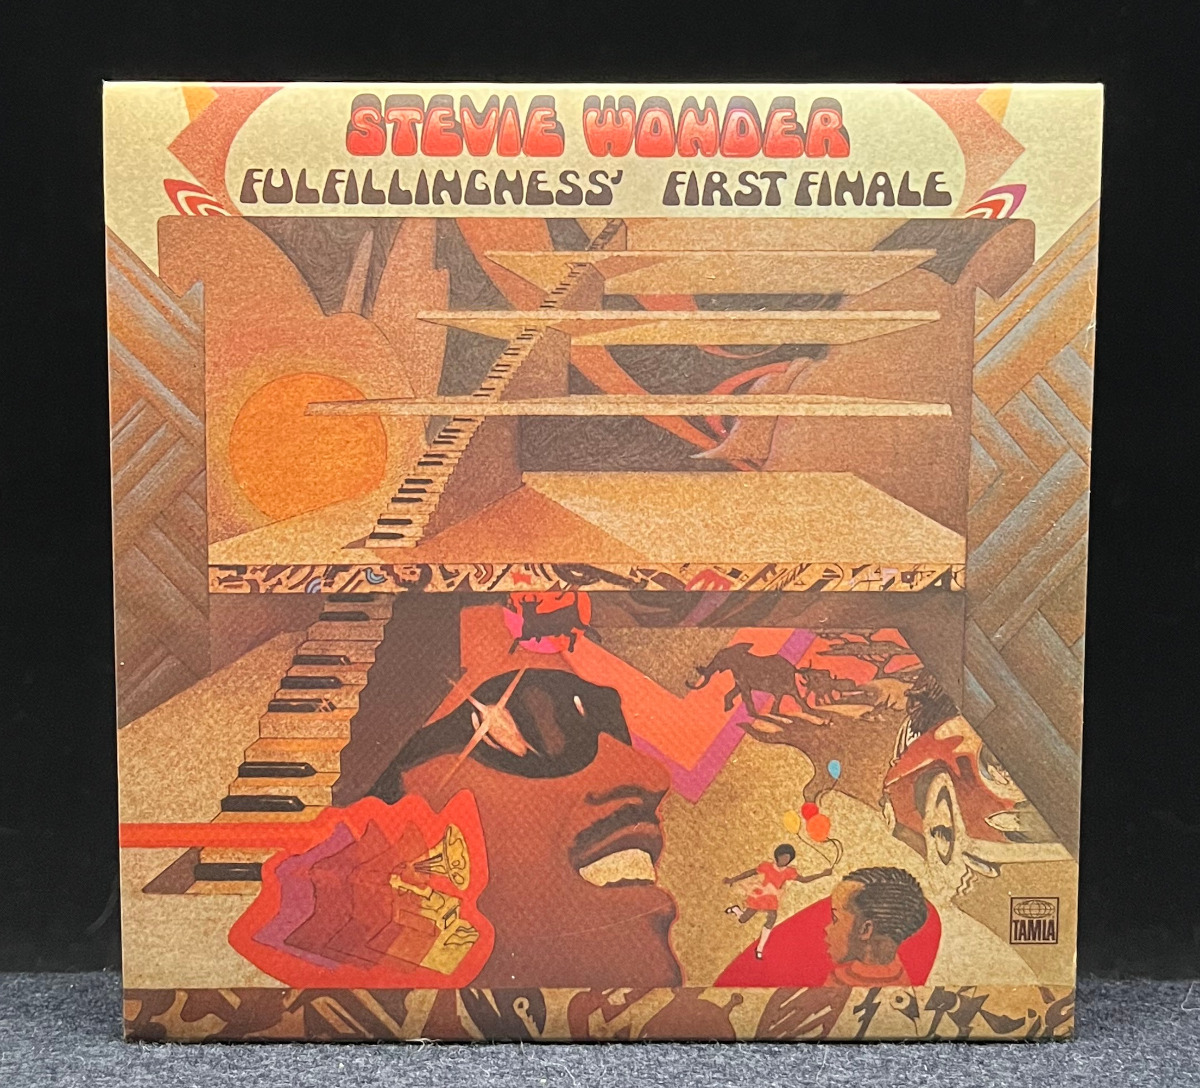 STEVIE WONDER
FULFILLINGNESS' FIRST FINALE
TAMLA